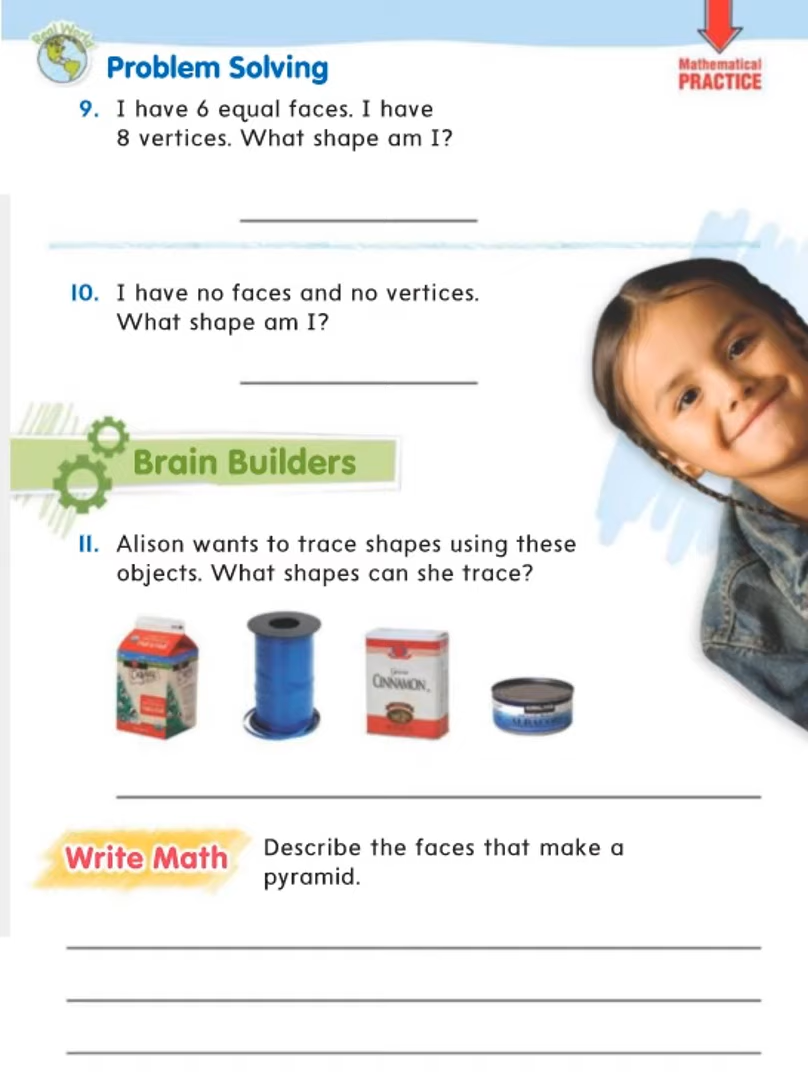 Real World
Problem Solving
Mathematical
PRACTICE
9. I have 6 equal faces. I have
8 vertices. What shape am I?
10. I have no faces and no vertices.
What shape am I?
Brain Builders
11. Alison wants to trace shapes using these
objects. What shapes can she trace?
CINNAMON
Write Math
Describe the faces that make a
pyramid.